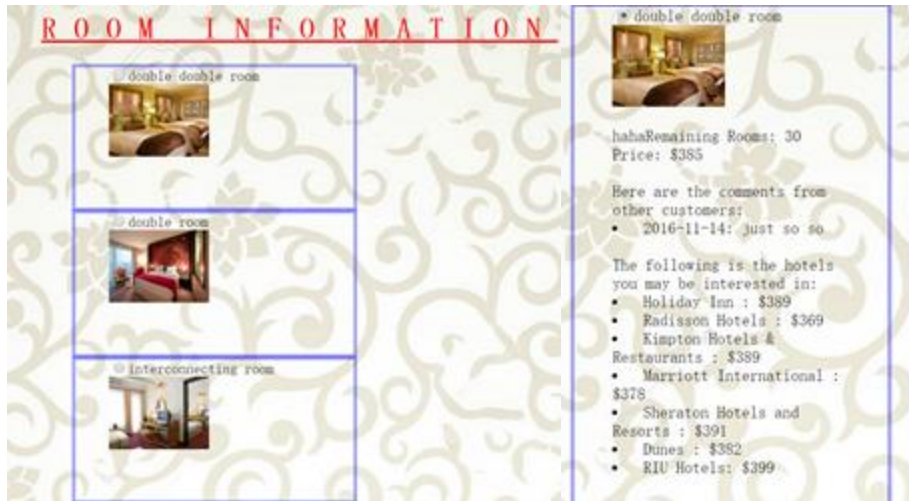 ROOM INFORMATION
double double room
double room
interconnecting room
double double room
hahaRemaining Rooms: 30
Price: $385
Here are the comments from
other customers:
• 2016-11-14: just so so
The following is the hotels
you may be interested in:
• Holiday Inn : $389
• Radisson Hotels : $369
• Kimpton Hotels &
Restaurants : $389
• Marriott International :
$378
• Sheraton Hotels and
Resorts : $391
• Dunes : $382
• RIU Hotels: $399